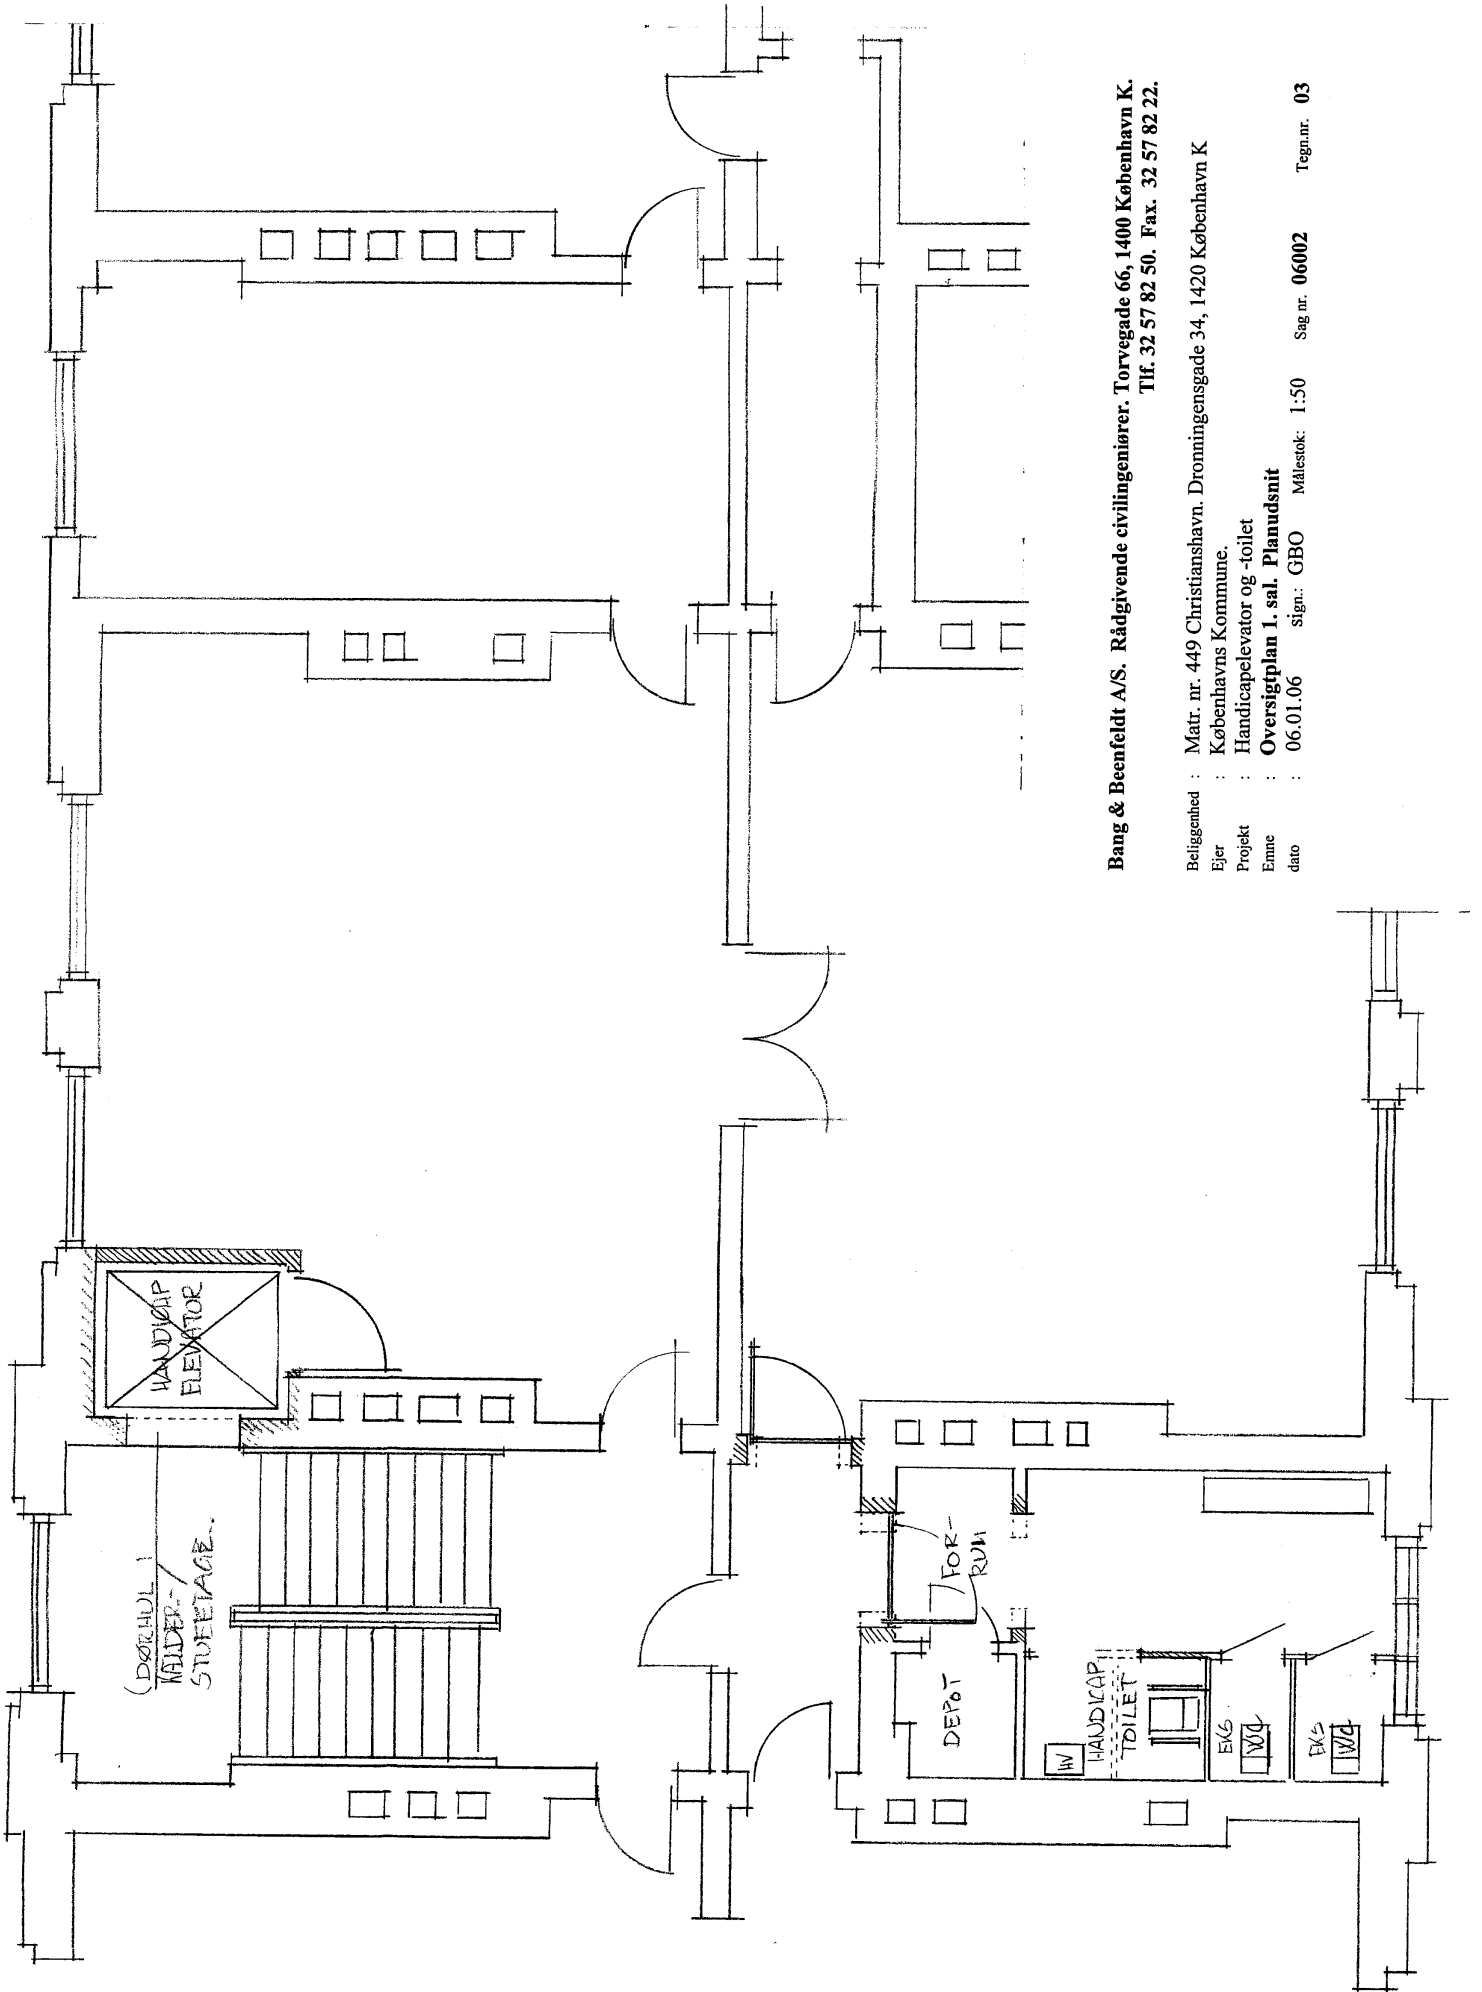 (DØRHUL I
KÆLDER-/
STUEETAGE.
HANDICAP
ELEVATOR
FOR-
RUM
DEPOT
HV
HANDICAP
TOILET
EKS
WC
EKS
WC
Bang & Beenfeldt A/S. Rådgivende civilingeniører. Torvegade 66, 1400 København K.
Tlf. 32 57 82 50. Fax. 32 57 82 22.
Beliggenhed : Matr. nr. 449 Christianshavn. Dronningensgade 34, 1420 København K
Ejer : Københavns Kommune.
Projekt : Handicapelevator og -toilet
Emne : Oversigtplan 1. sal. Planudsnit
dato : 06.01.06 sign.: GBO Målestok: 1:50 Sag nr. 06002 Tegn.nr. 03